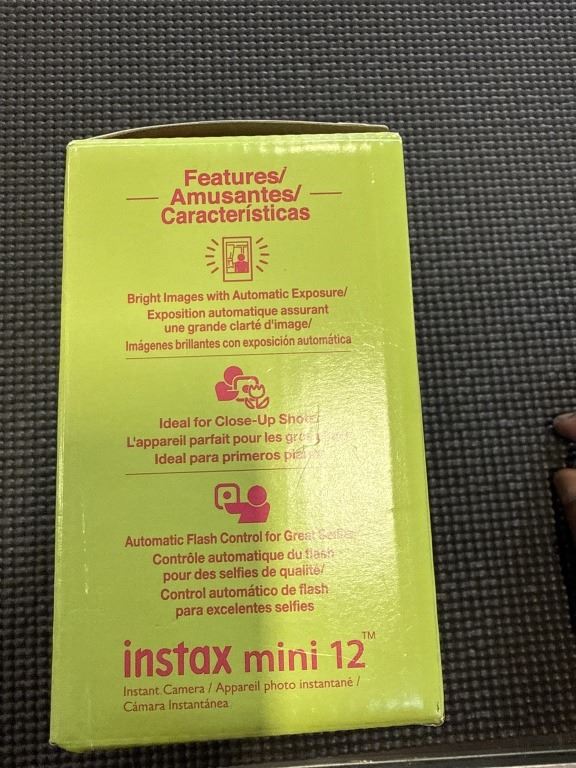 Features/
Amusantes/
Características
Bright Images with Automatic Exposure/
Exposition automatique assurant
une grande clarté d'image/
Imágenes brillantes con exposición automática
Ideal for Close-Up
L'appareil parfait pour les
Ideal para primeros
Automatic Flash Control for Great Selfies/
Contrôle automatique du flash
pour des selfies de qualité/
Control automático de flash
para excelentes selfies
instax mini 12™
Instant Camera / Appareil photo instantané /
Cámara Instantánea